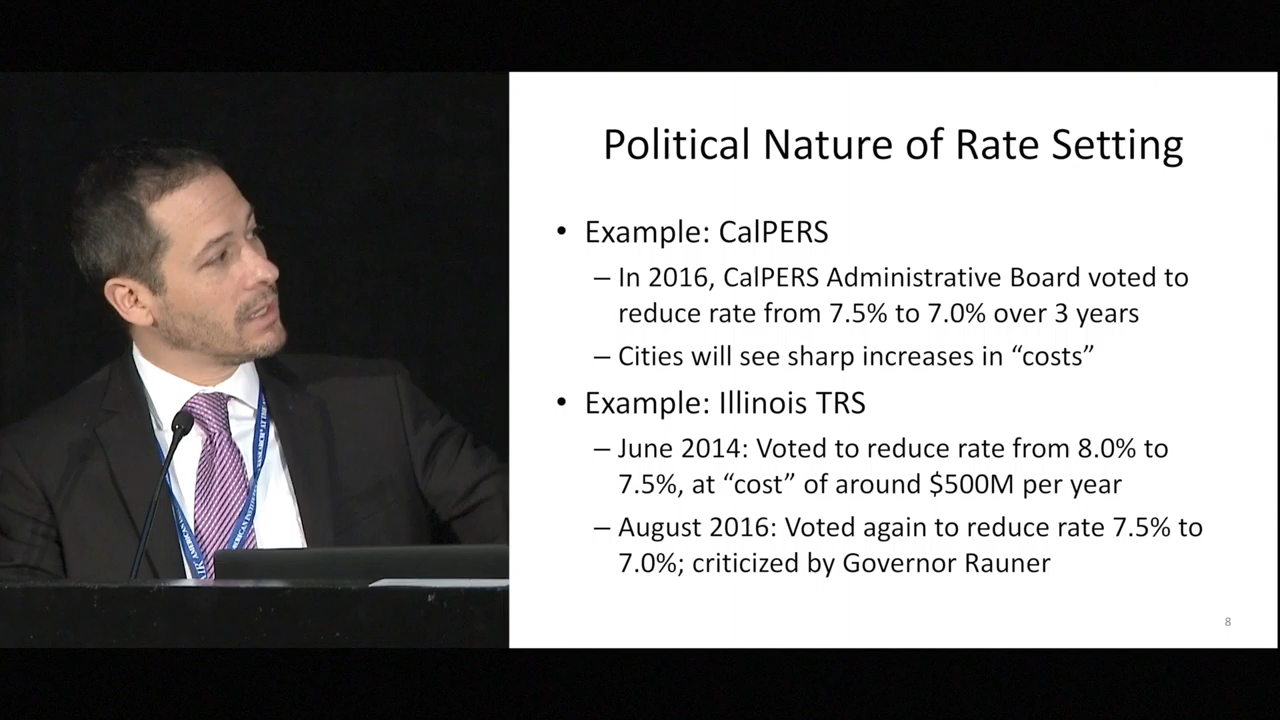 Political Nature of Rate Setting
• Example: CalPERS
– In 2016, CalPERS Administrative Board voted to
reduce rate from 7.5% to 7.0% over 3 years
– Cities will see sharp increases in “costs”
• Example: Illinois TRS
– June 2014: Voted to reduce rate from 8.0% to
7.5%, at “cost” of around $500M per year
– August 2016: Voted again to reduce rate 7.5% to
7.0%; criticized by Governor Rauner
8